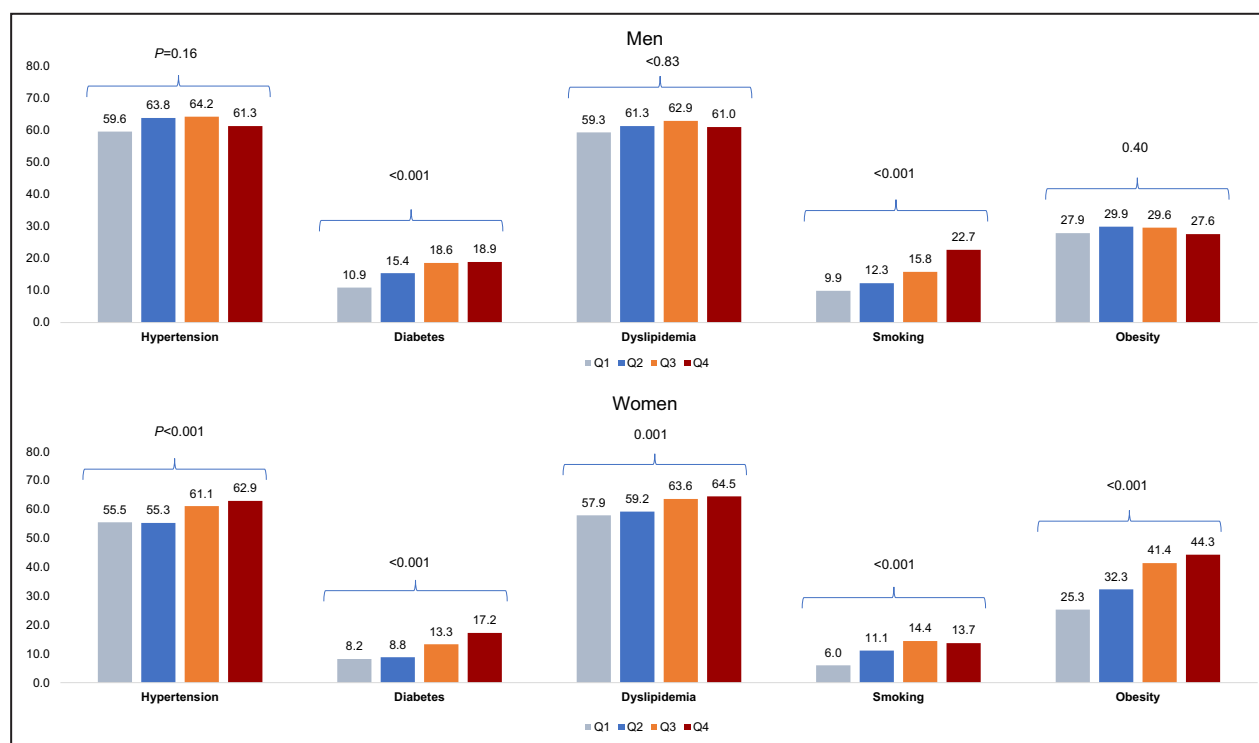 Men
P=0.16
<0.83
80.0
70.0
63.8 64.2
59.6 61.3
59.3 61.3 62.9 61.0
60.0
50.0
0.40
<0.001
<0.001
40.0
30.0
27.9 29.9 29.6 27.6
22.7
20.0
10.9 15.4 18.6 18.9
9.9 12.3 15.8
10.0
0.0
Hypertension Diabetes Dyslipidemia Smoking Obesity
Q1 Q2 Q3 Q4
Women
P<0.001
0.001
80.0
70.0
55.5 55.3 61.1 62.9
57.9 59.2 63.6 64.5
60.0
<0.001
50.0
<0.001
<0.001
40.0
25.3 32.3 41.4 44.3
30.0
20.0
8.2 8.8 13.3 17.2
6.0 11.1 14.4 13.7
10.0
0.0
Hypertension Diabetes Dyslipidemia Smoking Obesity
Q1 Q2 Q3 Q4